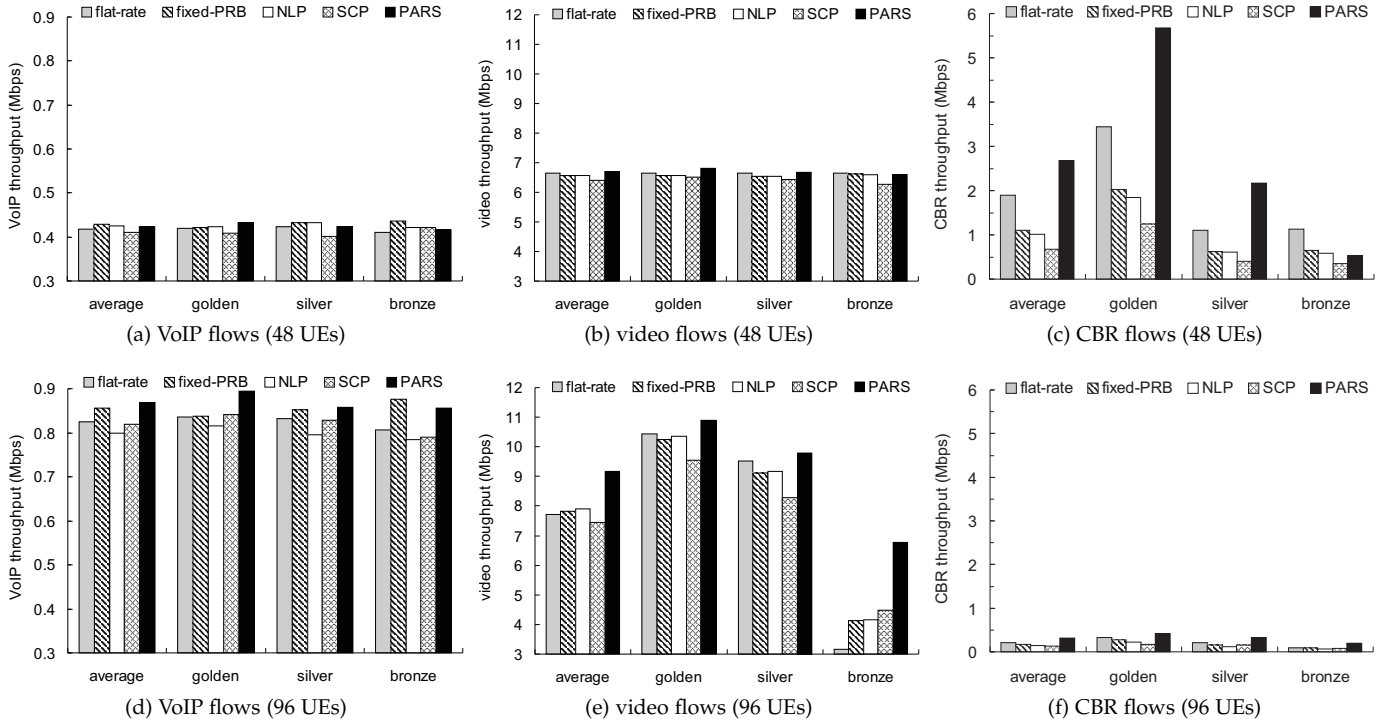 flat-rate fixed-PRB NLP SCP PARS
VoIP throughput (Mbps)
0.9
0.8
0.7
0.6
0.5
0.4
0.3
average golden silver bronze
(a) VoIP flows (48 UEs)
flat-rate fixed-PRB NLP SCP PARS
video throughput (Mbps)
12
11
10
9
8
7
6
5
4
3
average golden silver bronze
(b) video flows (48 UEs)
flat-rate fixed-PRB NLP SCP PARS
CBR throughput (Mbps)
6
5
4
3
2
1
0
average golden silver bronze
(c) CBR flows (48 UEs)
flat-rate fixed-PRB NLP SCP PARS
VoIP throughput (Mbps)
0.9
0.8
0.7
0.6
0.5
0.4
0.3
average golden silver bronze
(d) VoIP flows (96 UEs)
flat-rate fixed-PRB NLP SCP PARS
video throughput (Mbps)
12
11
10
9
8
7
6
5
4
3
average golden silver bronze
(e) video flows (96 UEs)
flat-rate fixed-PRB NLP SCP PARS
CBR throughput (Mbps)
6
5
4
3
2
1
0
average golden silver bronze
(f) CBR flows (96 UEs)